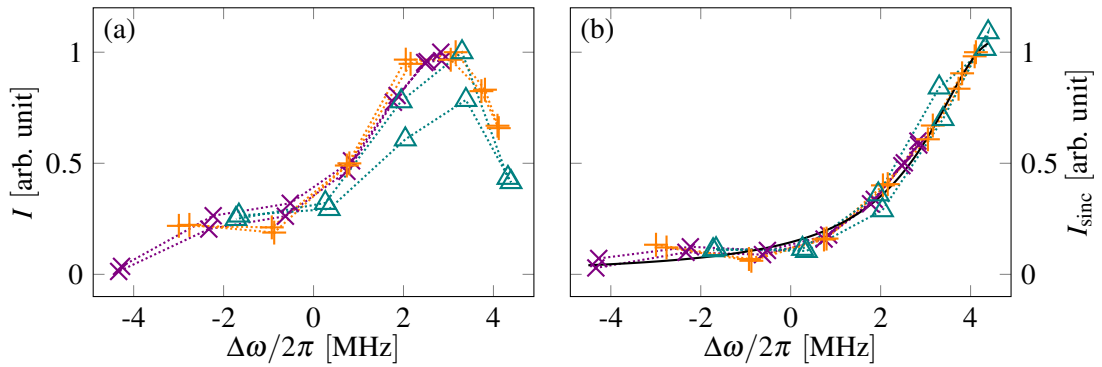 (a)
1
0.5
0
I [arb. unit]
-4 -2 0 2 4
Δω/2π [MHz]
(b)
1
0.5
0
I_sinc [arb. unit]
-4 -2 0 2 4
Δω/2π [MHz]